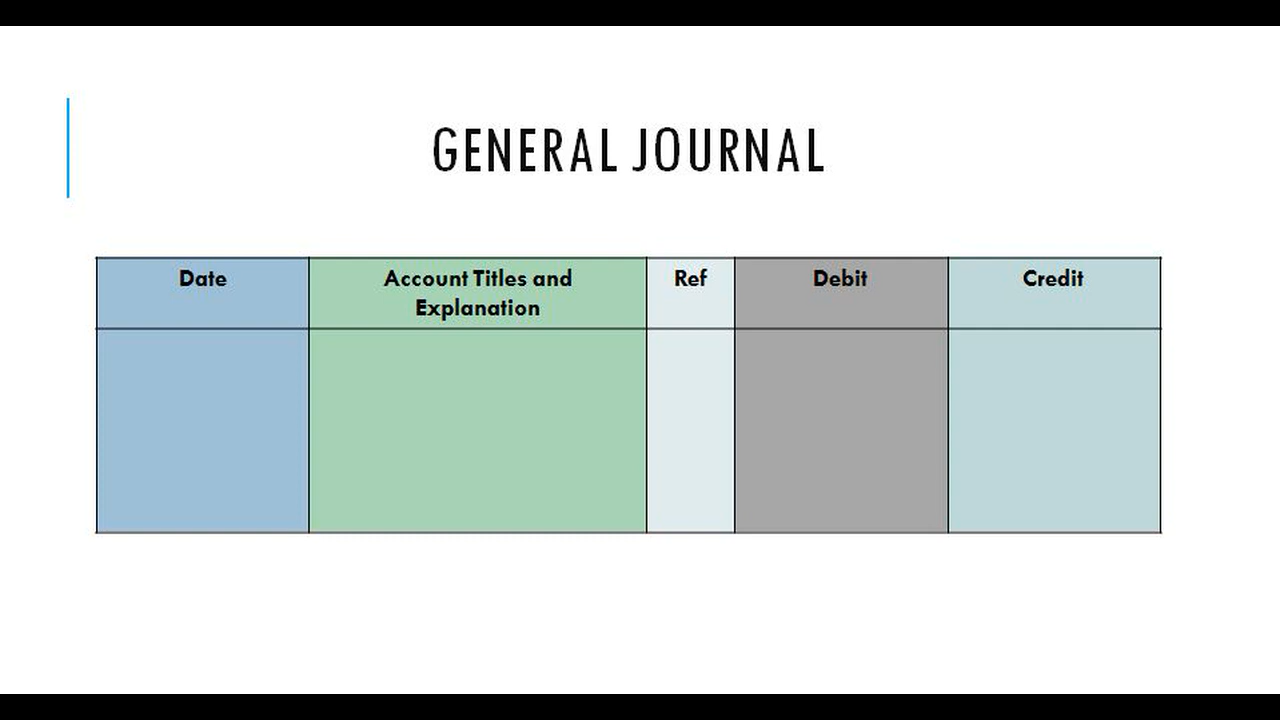 GENERAL JOURNAL
Date
Account Titles and
Explanation
Ref
Debit
Credit